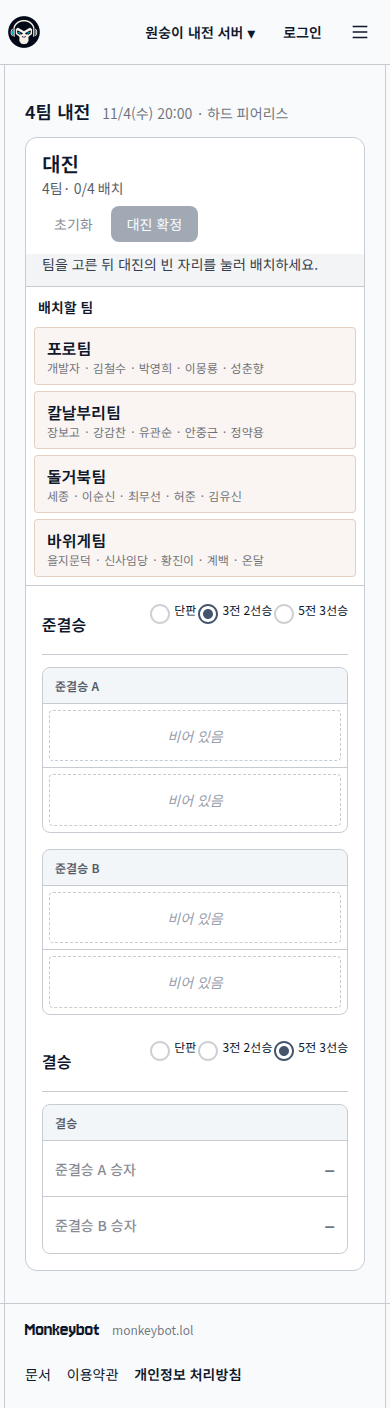 원숭이 내전 서버 ▾ 로그인
4팀 내전 11/4(수) 20:00 · 하드 피어리스
대진
4팀 · 0/4 배치
초기화 대진 확정
팀을 고른 뒤 대진의 빈 자리를 눌러 배치하세요.
배치할 팀
포로팀
개발자 · 김철수 · 박영희 · 이몽룡 · 성춘향
칼날부리팀
장보고 · 강감찬 · 유관순 · 안중근 · 정약용
돌거북팀
세종 · 이순신 · 최무선 · 허준 · 김유신
바위게팀
을지문덕 · 신사임당 · 황진이 · 계백 · 온달
준결승 단판 3전 2선승 5전 3선승
준결승 A
비어 있음
비어 있음
준결승 B
비어 있음
비어 있음
결승 단판 3전 2선승 5전 3선승
결승
준결승 A 승자 –
준결승 B 승자 –
Monkeybot monkeybot.lol
문서 이용약관 개인정보 처리방침